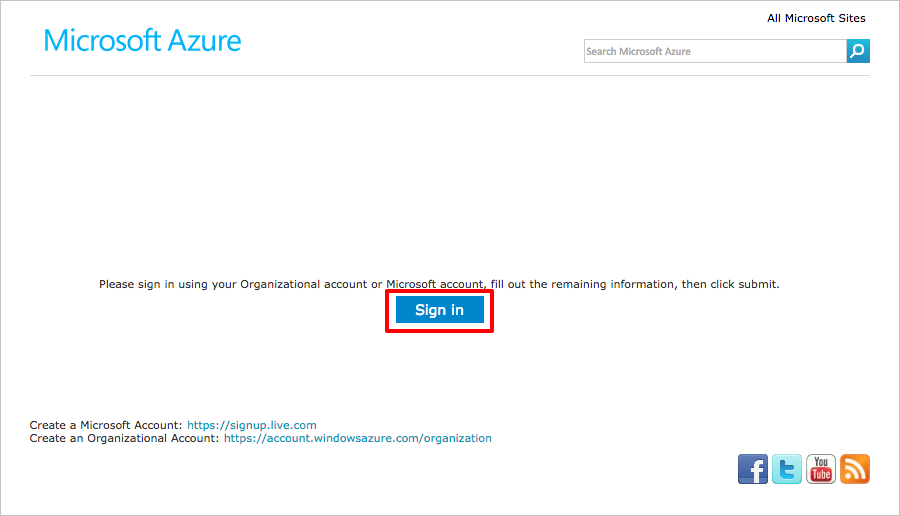 All Microsoft Sites
Microsoft Azure
Search Microsoft Azure
Please sign in using your Organizational account or Microsoft account, fill out the remaining information, then click submit.
Sign in
Create a Microsoft Account: https://signup.live.com
Create an Organizational Account: https://account.windowsazure.com/organization
f
t
You
Tube